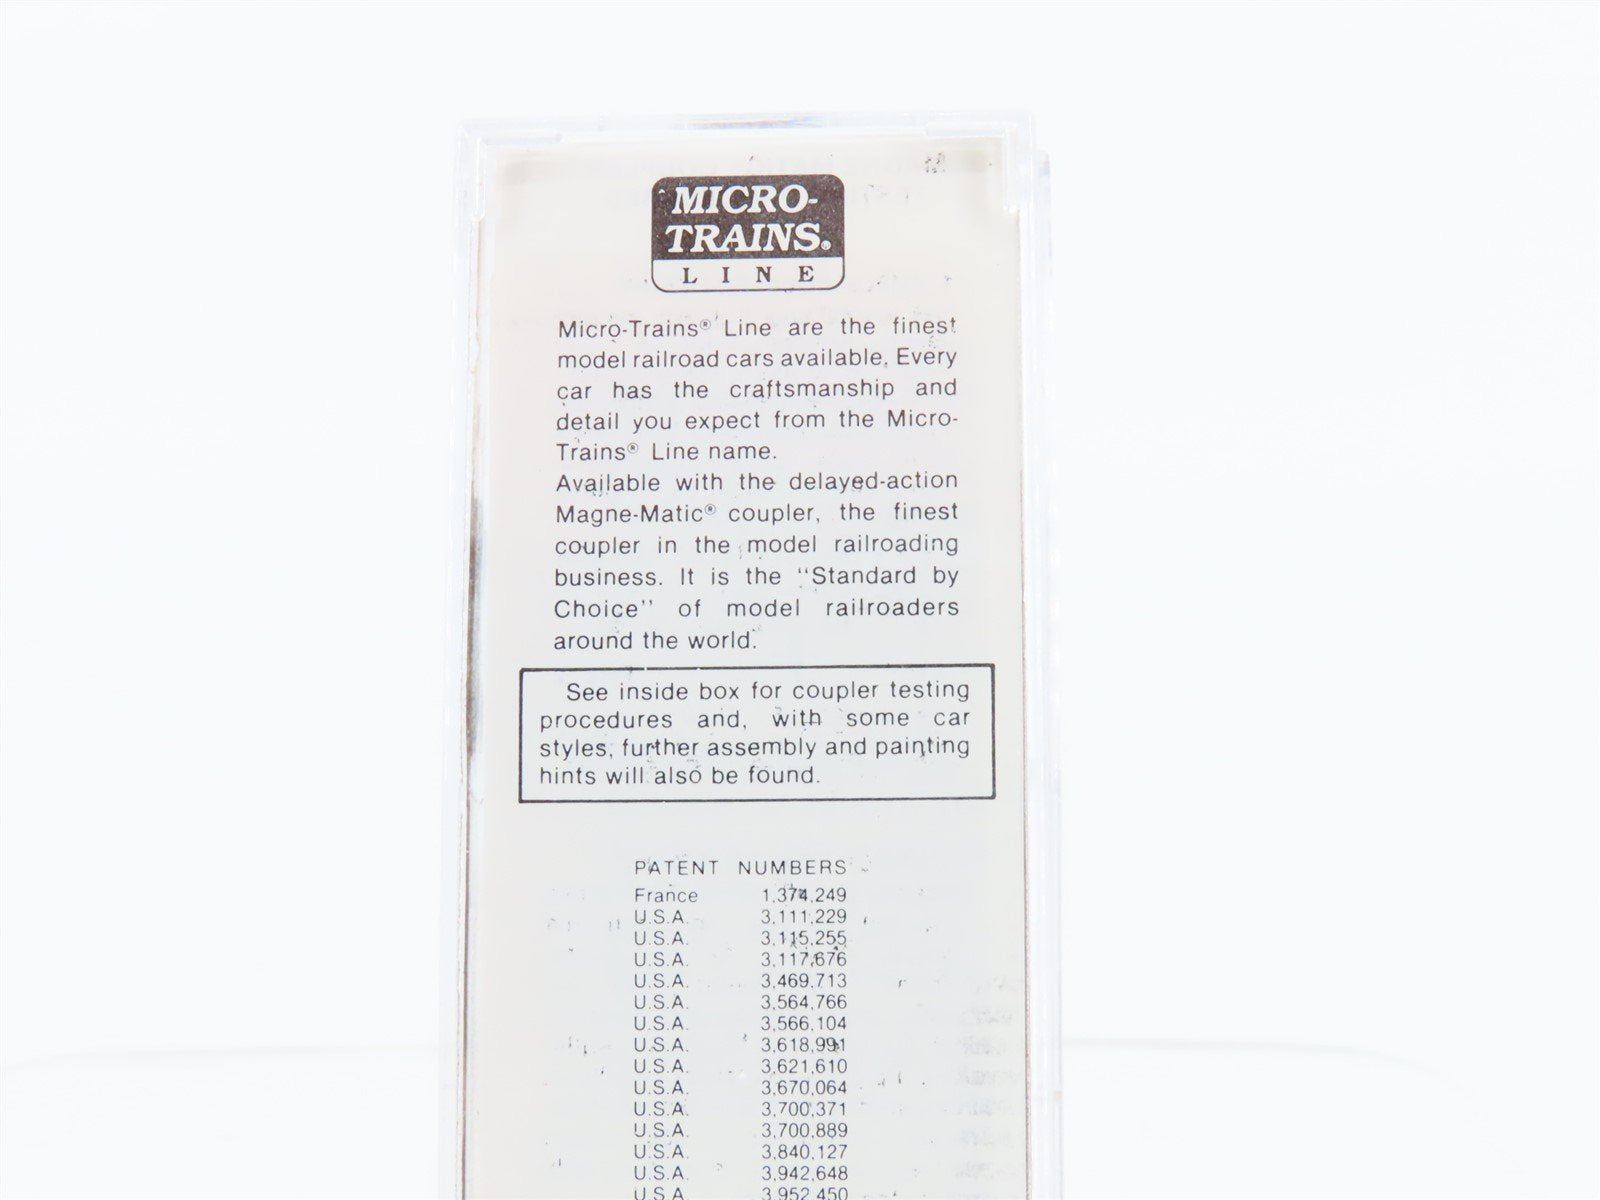 MICRO-
TRAINS®
LINE
Micro-Trains® Line are the finest
model railroad cars available. Every
car has the craftsmanship and
detail you expect from the Micro-
Trains® Line name.
Available with the delayed-action
Magne-Matic® coupler, the finest
coupler in the model railroading
business. It is the “Standard by
Choice” of model railroaders
around the world.
See inside box for coupler testing
procedures and, with some car
styles, further assembly and painting
hints will also be found.
PATENT NUMBERS
France 1,374,249
U.S.A. 3,111,229
U.S.A. 3,115,255
U.S.A. 3,117,676
U.S.A. 3,469,713
U.S.A. 3,564,766
U.S.A. 3,566,104
U.S.A. 3,618,991
U.S.A. 3,621,610
U.S.A. 3,670,064
U.S.A. 3,700,371
U.S.A. 3,700,889
U.S.A. 3,840,127
U.S.A. 3,942,648
U.S.A. 3,952,450